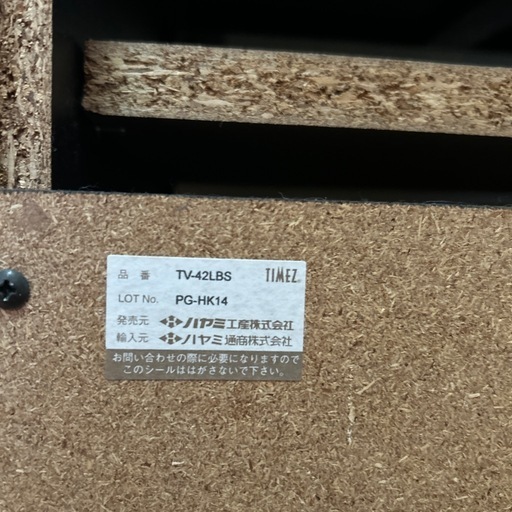 品番 TV-42LBS TIMEZ
LOT No. PG-HK14
発売元 ハヤミ工産株式会社
輸入元 ハヤミ通商株式会社
お問い合わせの際に必要になりますので
このシールははがさないで下さい。